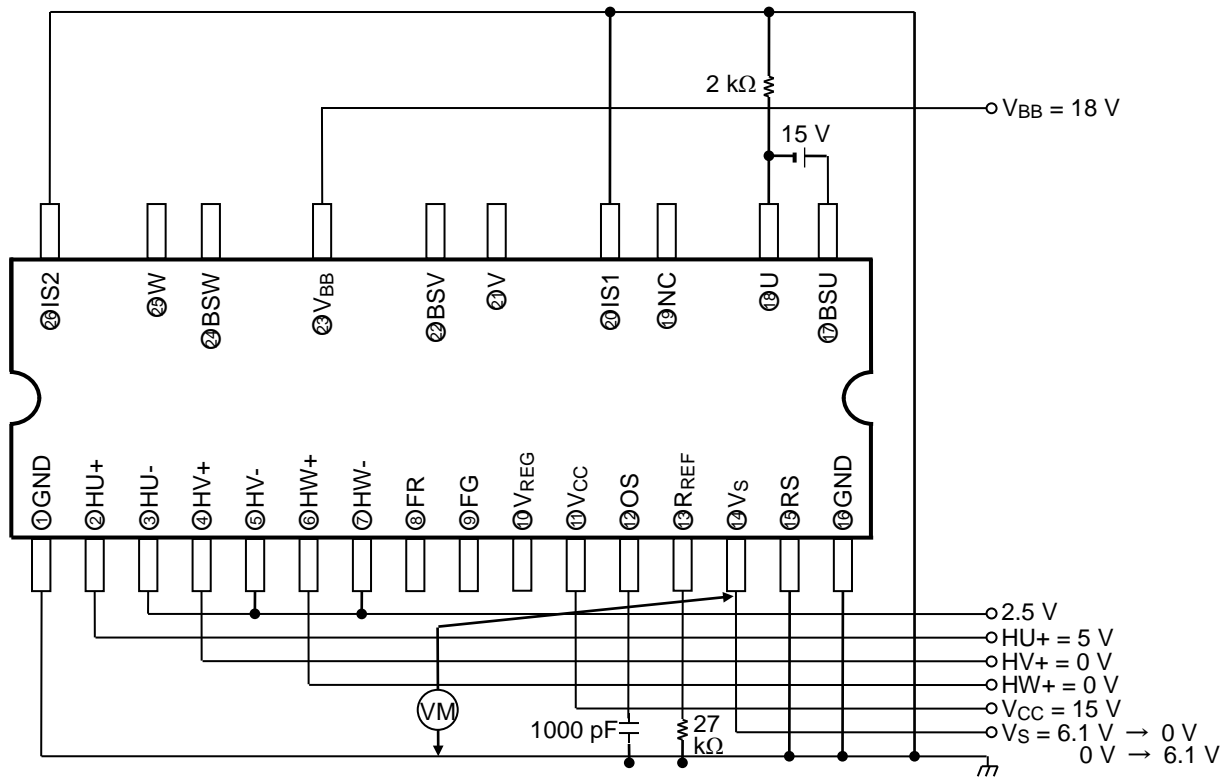 2 kΩ
VBB = 18 V
15 V
㉖IS2
㉕W
㉔BSW
㉓VBB
㉒BSV
㉑V
⑳IS1
⑲NC
⑱U
⑰BSU
①GND
②HU+
③HU-
④HV+
⑤HV-
⑥HW+
⑦HW-
⑧FR
⑨FG
⑩VREG
⑪VCC
⑫OS
⑬RREF
⑭VS
⑮RS
⑯GND
2.5 V
HU+ = 5 V
HV+ = 0 V
HW+ = 0 V
VCC = 15 V
VM
1000 pF
27
kΩ
VS = 6.1 V → 0 V
0 V → 6.1 V